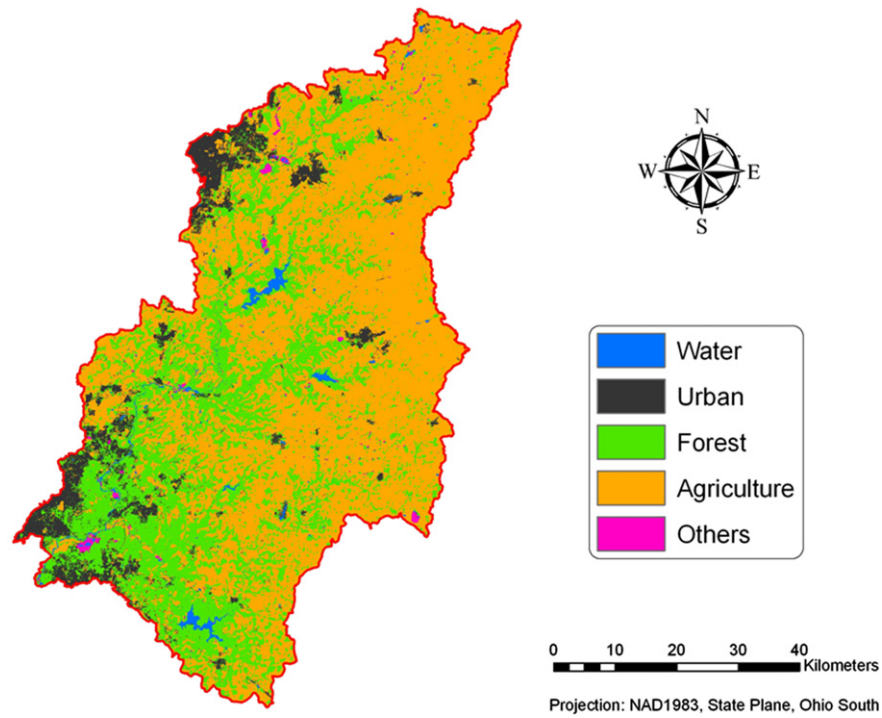 N
W E
S
Water
Urban
Forest
Agriculture
Others
0 10 20 30 40
Kilometers
Projection: NAD1983, State Plane, Ohio South